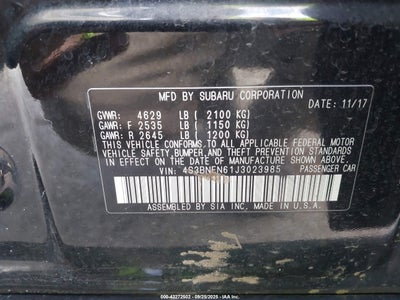 MFD BY SUBARU CORPORATION
DATE: 11/17
GVWR: 4629 LB ( 2100 KG)
GAWR: F 2535 LB ( 1150 KG)
GAWR: R 2645 LB ( 1200 KG)
THIS VEHICLE CONFORMS TO ALL APPLICABLE FEDERAL MOTOR
VEHICLE SAFETY, BUMPER, AND THEFT PREVENTION STANDARDS
IN EFFECT ON THE DATE OF MANUFACTURE SHOWN ABOVE.
VIN: 4S3BNEN61J3023985 PASSENGER CAR
ASSEMBLED BY SIA INC. MADE IN U.S.A.
000-43272502 - 09/25/2025 - IAAI.COM